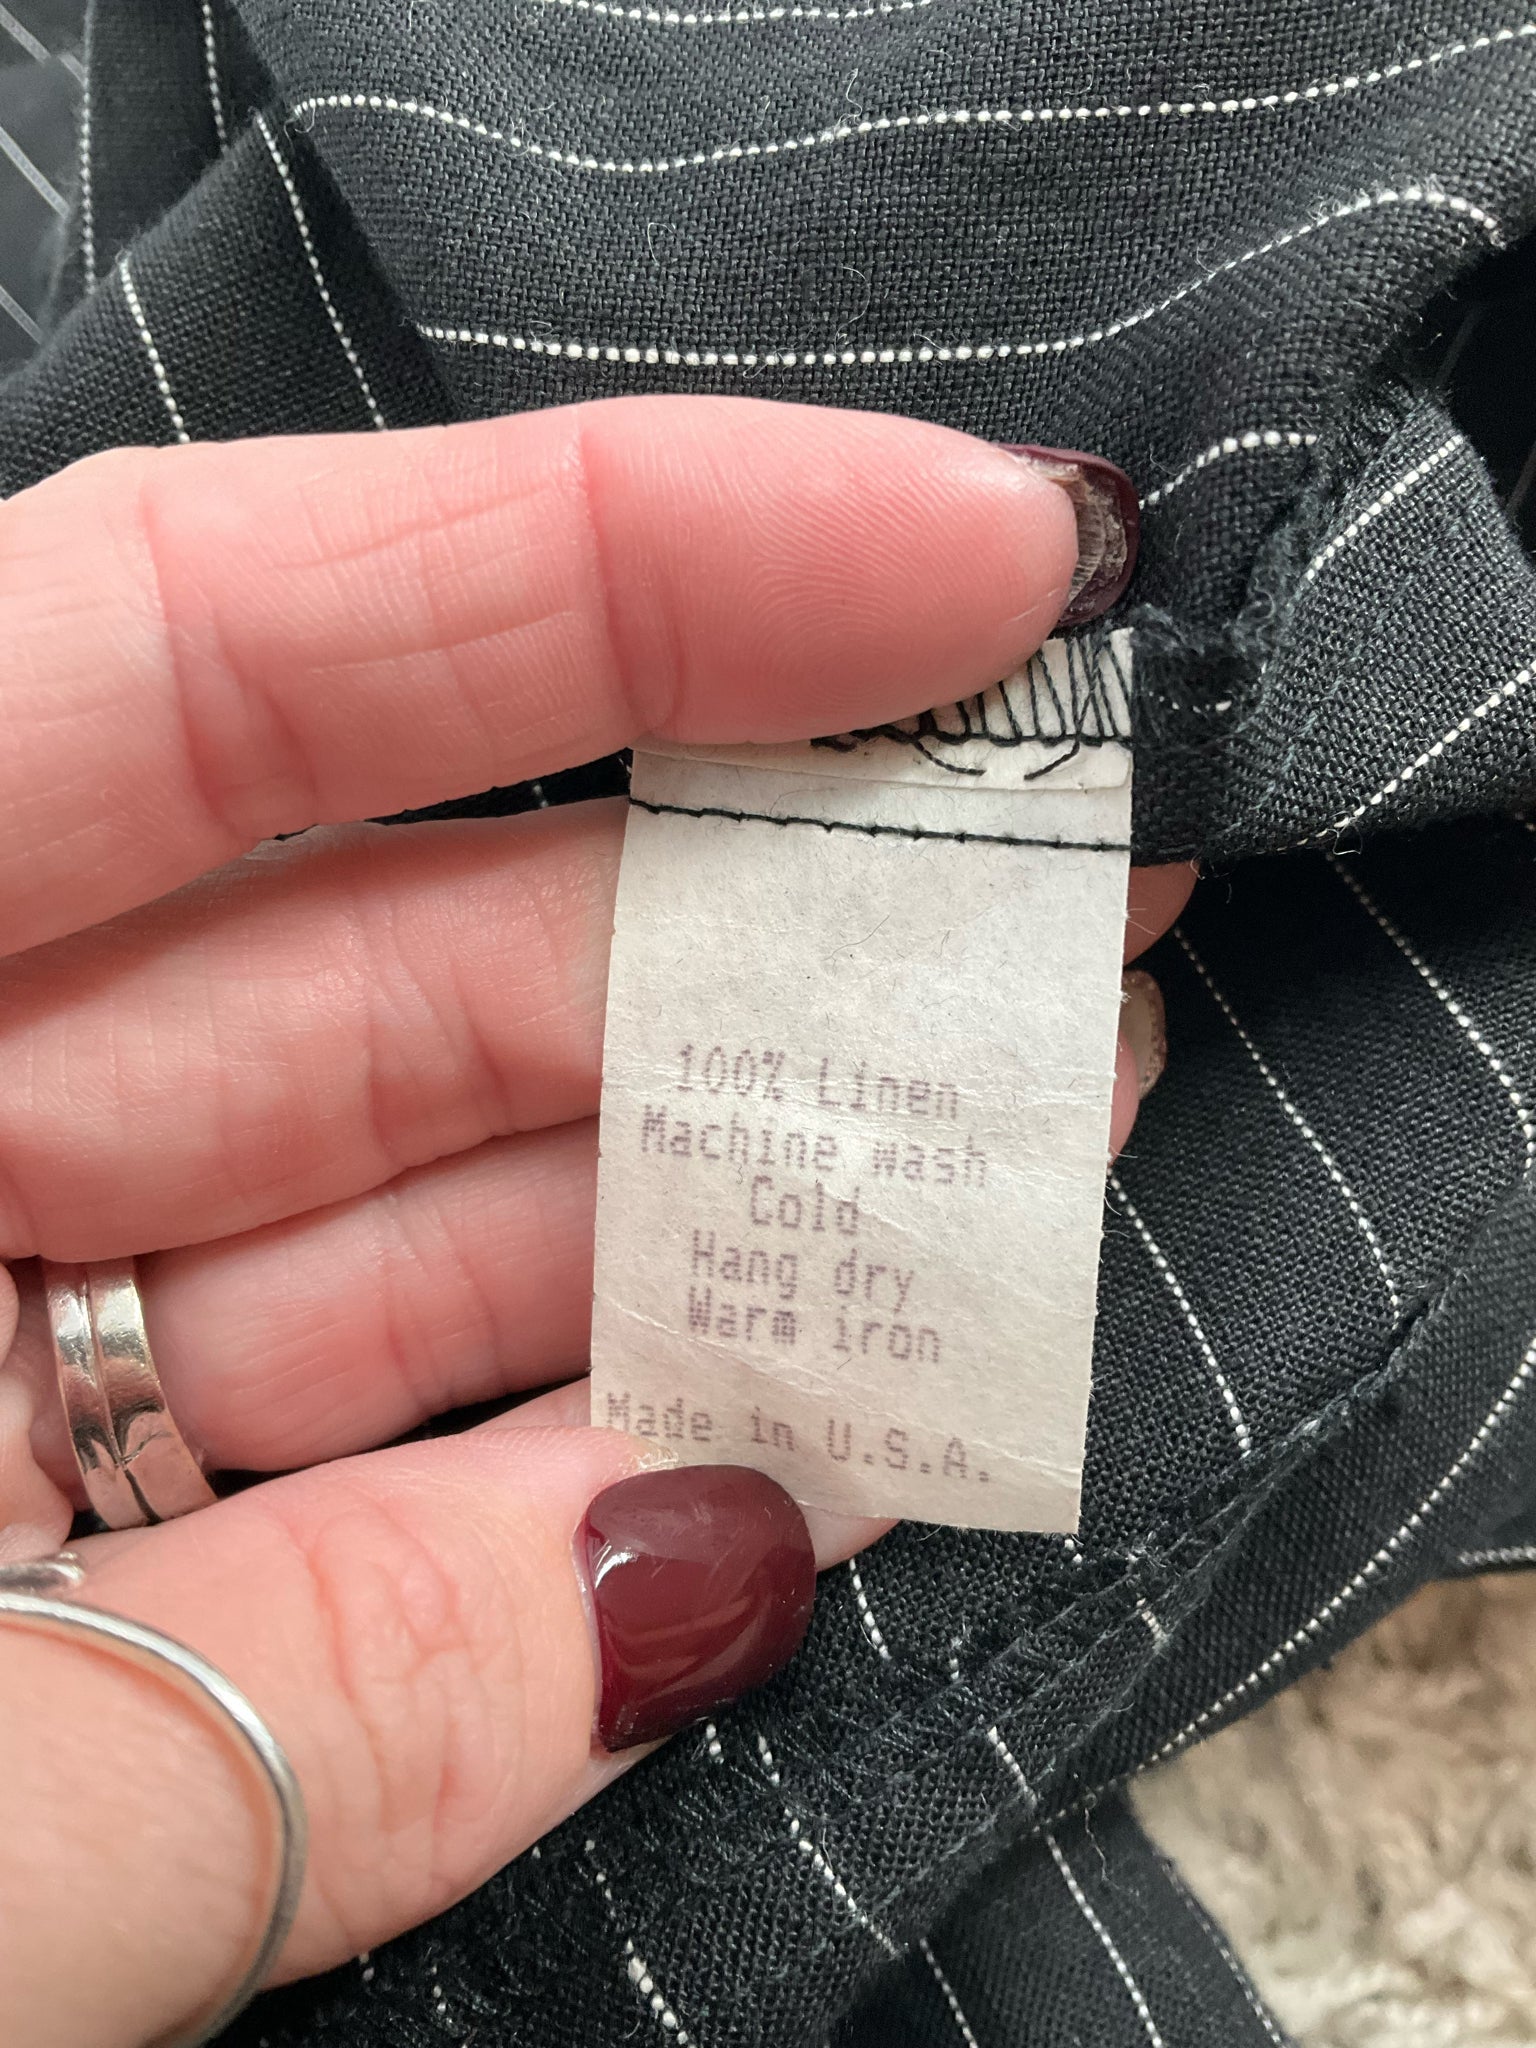 100% Linen
Machine wash
Cold
Hang dry
Warm iron
Made in U.S.A.